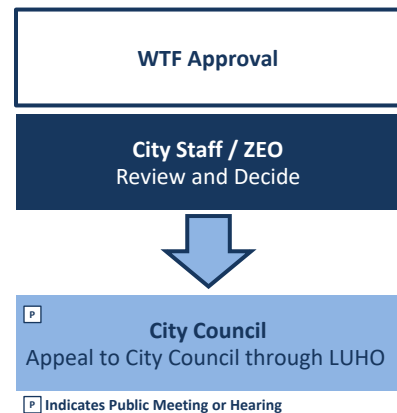 WTF Approval
City Staff / ZEO
Review and Decide
P
City Council
Appeal to City Council through LUHO
P Indicates Public Meeting or Hearing